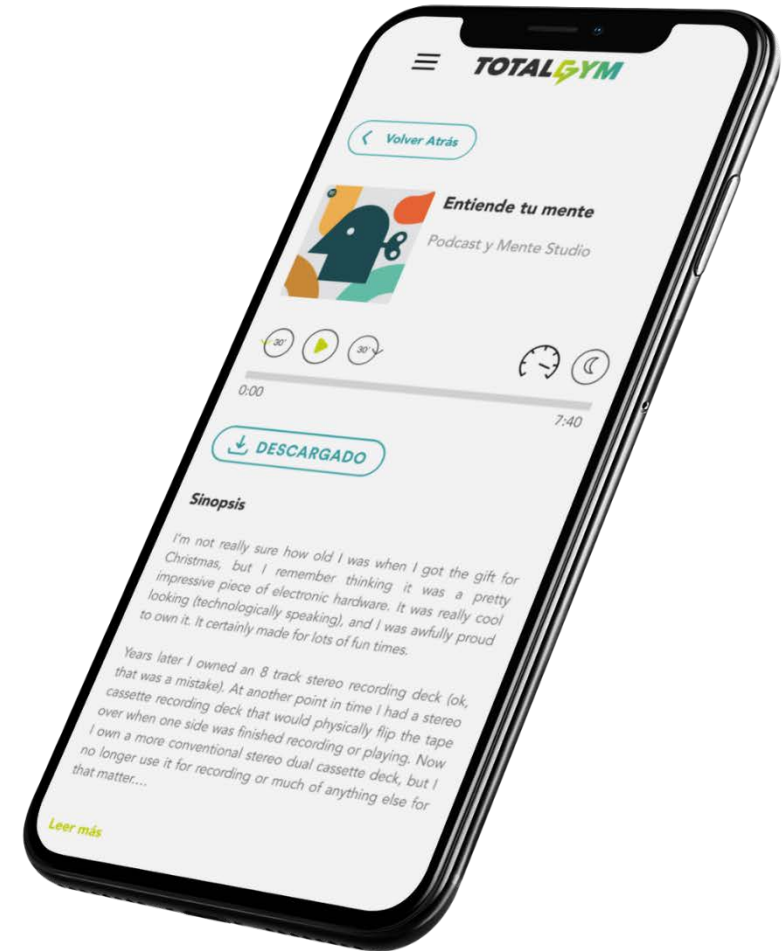 TOTALGYM
Volver Atrás
Entiende tu mente
Podcast y Mente Studio
30'
30'
0:00
7:40
DESCARGADO
Sinopsis
I'm not really sure how old I was when I got the gift for
Christmas, but I remember thinking it was a pretty
impressive piece of electronic hardware. It was really cool
looking (technologically speaking), and I was awfully proud
to own it. It certainly made for lots of fun times.
Years later I owned an 8 track stereo recording deck (ok,
that was a mistake). At another point in time I had a stereo
cassette recording deck that would physically flip the tape
over when one side was finished recording or playing. Now
I own a more conventional stereo dual cassette deck, but I
no longer use it for recording or much of anything else for
that matter....
Leer más